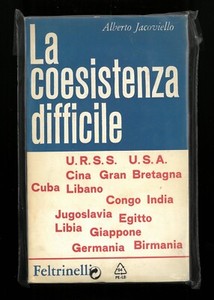 Alberto Jacoviello
La
coesistenza
difficile
U.R.S.S. U.S.A.
Cina Gran Bretagna
Cuba Libano
Congo India
Jugoslavia Egitto
Libia Giappone
Germania Birmania
Feltrinelli